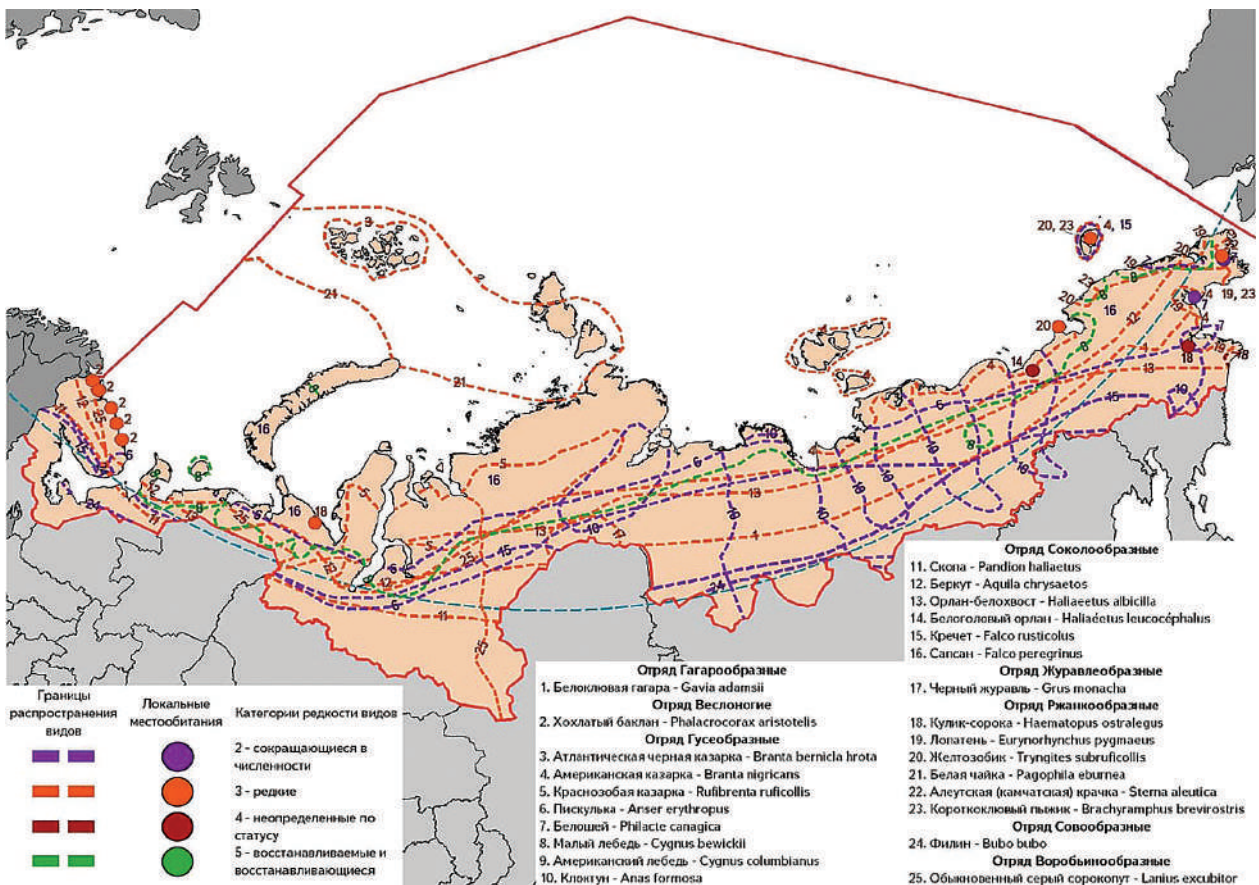 20, 23
4, 15
19, 23
Границы
распространения
видов
Локальные
местообитания
Категории редкости видов
2 - сокращающиеся в
численности
3 - редкие
4 - неопределенные по
статусу
5 - восстанавливаемые и
восстанавливающиеся
Отряд Гагарообразные
1. Белоклювая гагара - Gavia adamsii
Отряд Веслоногие
2. Хохлатый баклан - Phalacrocorax aristotelis
Отряд Гусеобразные
3. Атлантическая черная казарка - Branta bernicla hrota
4. Американская казарка - Branta nigricans
5. Краснозобая казарка - Rufibrenta ruficollis
6. Пискулька - Anser erythropus
7. Белошей - Philacte canagica
8. Малый лебедь - Cygnus bewickii
9. Американский лебедь - Cygnus columbianus
10. Клоктун - Anas formosa
Отряд Соколообразные
11. Скопа - Pandion haliaetus
12. Беркут - Aquila chrysaetos
13. Орлан-белохвост - Haliaeetus albicilla
14. Белоголовый орлан - Haliaéetus leucocéphalus
15. Кречет - Falco rusticolus
16. Сапсан - Falco peregrinus
Отряд Журавлеобразные
17. Черный журавль - Grus monacha
Отряд Ржанкообразные
18. Кулик-сорока - Haematopus ostralegus
19. Лопатень - Eurynorhynchus pygmaeus
20. Желтозобик - Tryngites subruficollis
21. Белая чайка - Pagophila eburnea
22. Алеутская (камчатская) крачка - Sterna aleutica
23. Короткоклювый пыжик - Brachyramphus brevirostris
Отряд Совообразные
24. Филин - Bubo bubo
Отряд Воробьинообразные
25. Обыкновенный серый сорокопут - Lanius excubitor